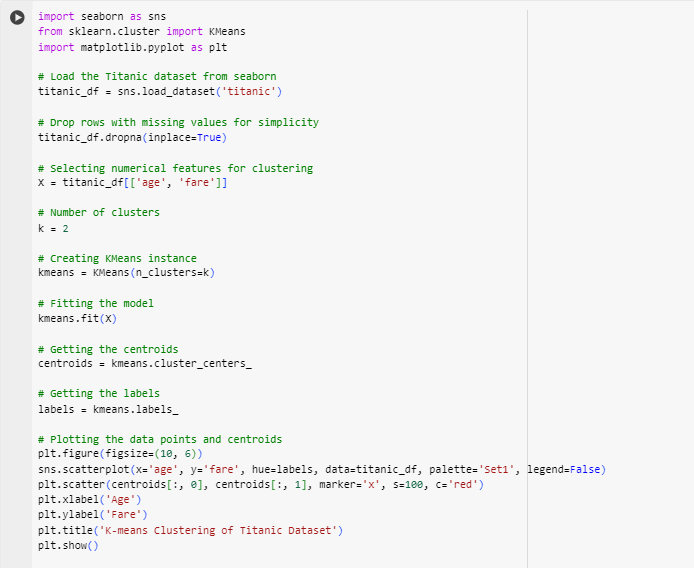 import seaborn as sns
from sklearn.cluster import KMeans
import matplotlib.pyplot as plt
# Load the Titanic dataset from seaborn
titanic_df = sns.load_dataset('titanic')
# Drop rows with missing values for simplicity
titanic_df.dropna(inplace=True)
# Selecting numerical features for clustering
X = titanic_df[['age', 'fare']]
# Number of clusters
k = 2
# Creating KMeans instance
kmeans = KMeans(n_clusters=k)
# Fitting the model
kmeans.fit(X)
# Getting the centroids
centroids = kmeans.cluster_centers_
# Getting the labels
labels = kmeans.labels_
# Plotting the data points and centroids
plt.figure(figsize=(10, 6))
sns.scatterplot(x='age', y='fare', hue=labels, data=titanic_df, palette='Set1', legend=False)
plt.scatter(centroids[:, 0], centroids[:, 1], marker='x', s=100, c='red')
plt.xlabel('Age')
plt.ylabel('Fare')
plt.title('K-means Clustering of Titanic Dataset')
plt.show()